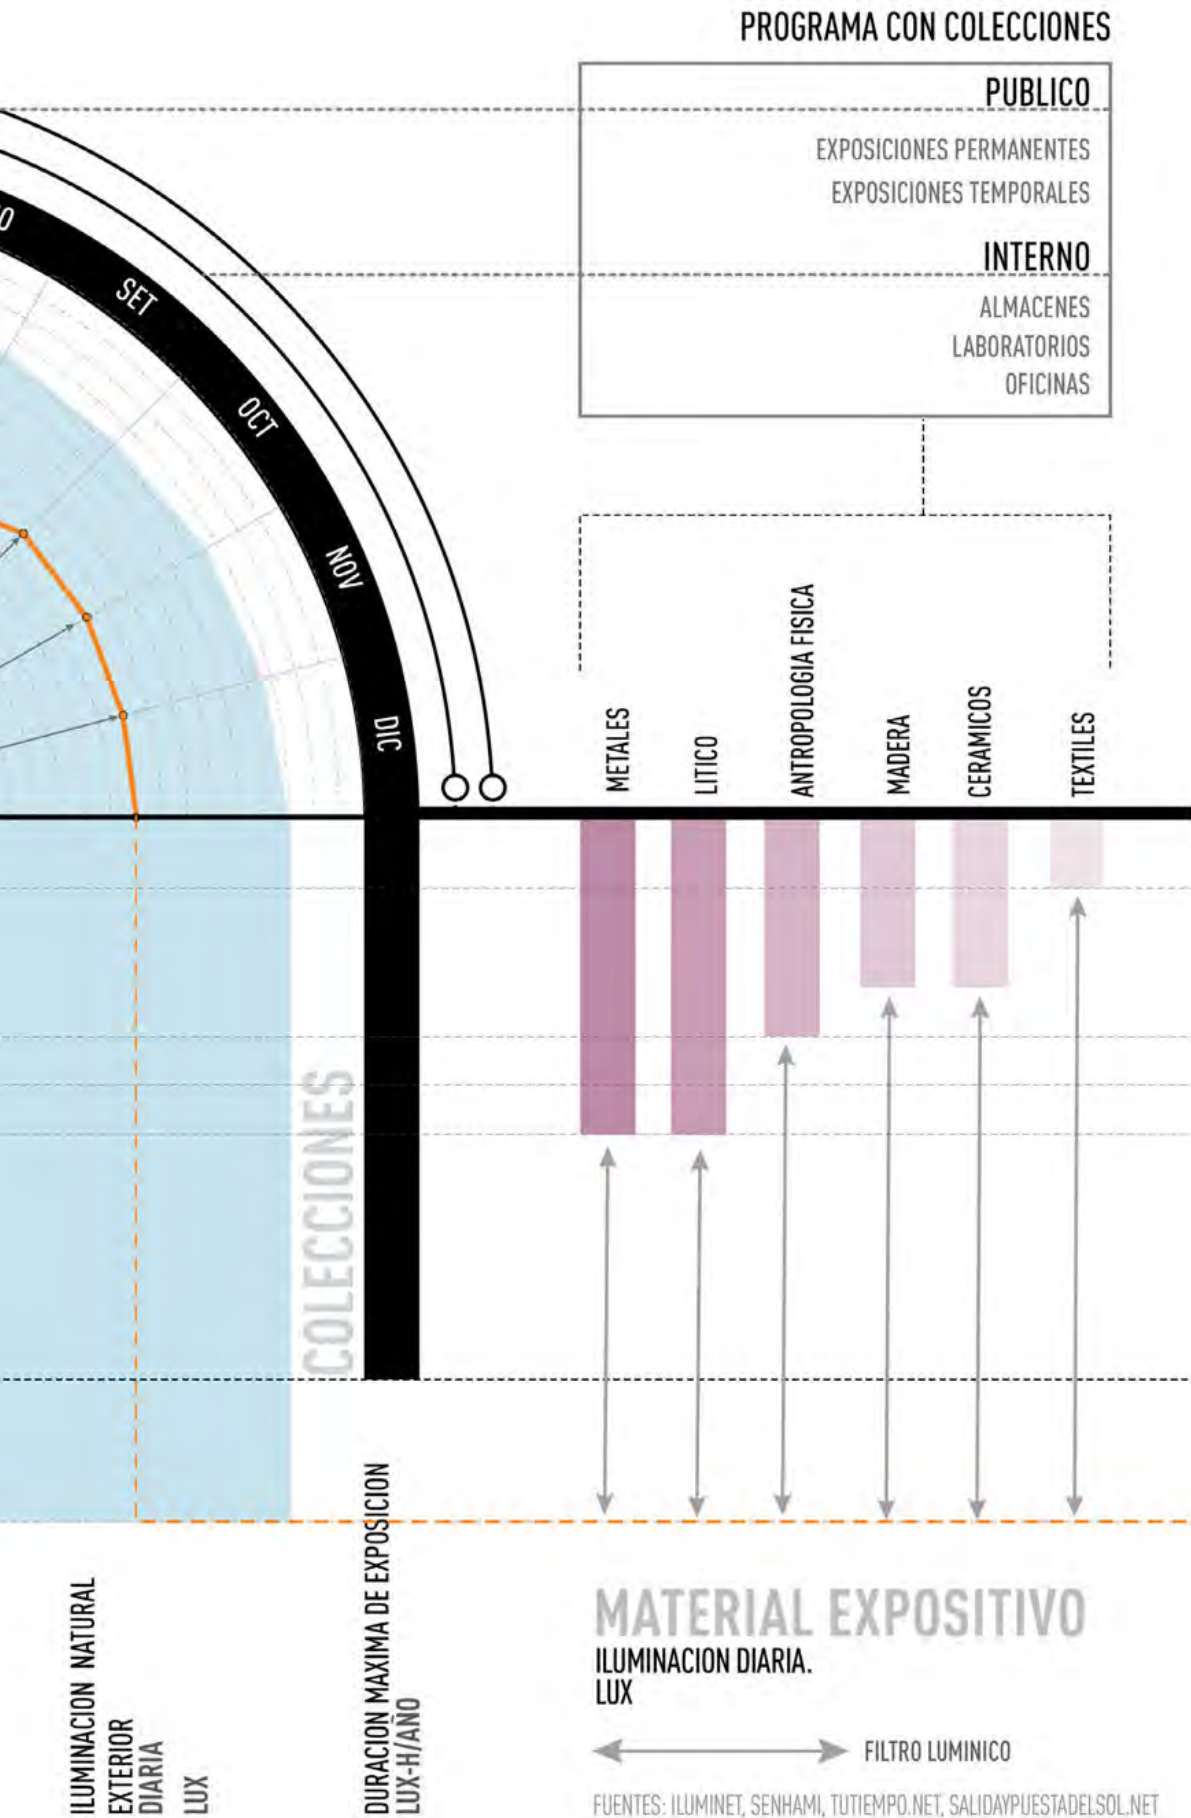 PROGRAMA CON COLECCIONES
PUBLICO
EXPOSICIONES PERMANENTES
EXPOSICIONES TEMPORALES
INTERNO
ALMACENES
LABORATORIOS
OFICINAS
SET
OCT
NOV
DIC
METALES
LITICO
ANTROPOLOGIA FISICA
MADERA
CERAMICOS
TEXTILES
COLECCIONES
ILUMINACION NATURAL
EXTERIOR
DIARIA
LUX
DURACION MAXIMA DE EXPOSICION
LUX-H/AÑO
MATERIAL EXPOSITIVO
ILUMINACION DIARIA.
LUX
FILTRO LUMINICO
FUENTES: ILUMINET, SENHAMI, TUTIEMPO.NET, SALIDAYPUESTADELSOL.NET